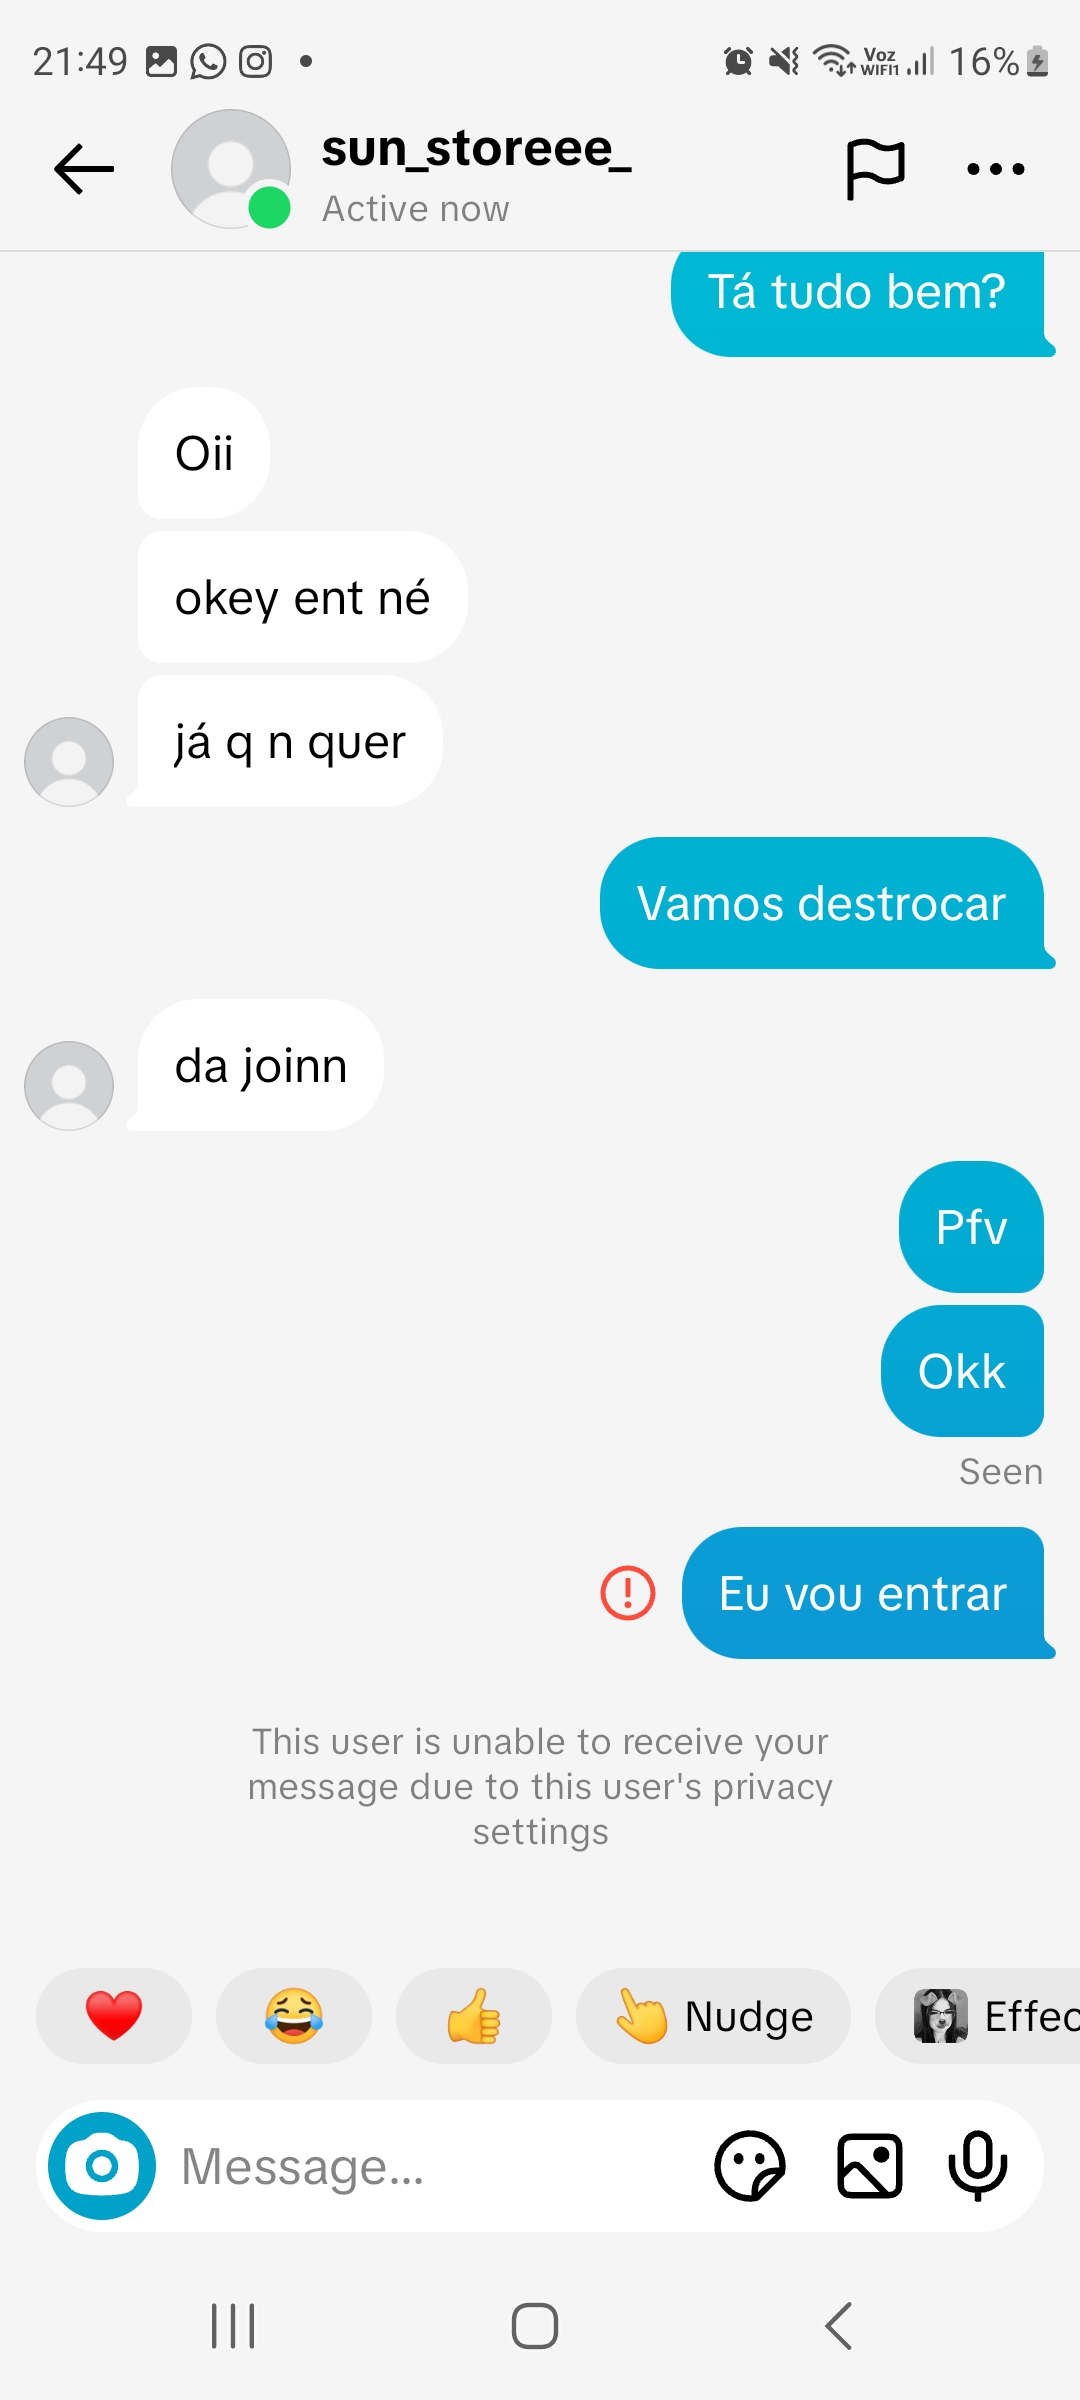 21:49
Voz
WIFI1
16%
sun_storeee_
Active now
Tá tudo bem?
Oii
okey ent né
já q n quer
Vamos destrocar
da joinn
Pfv
Okk
Seen
Eu vou entrar
This user is unable to receive your
message due to this user's privacy
settings
Nudge
Effec
Message...